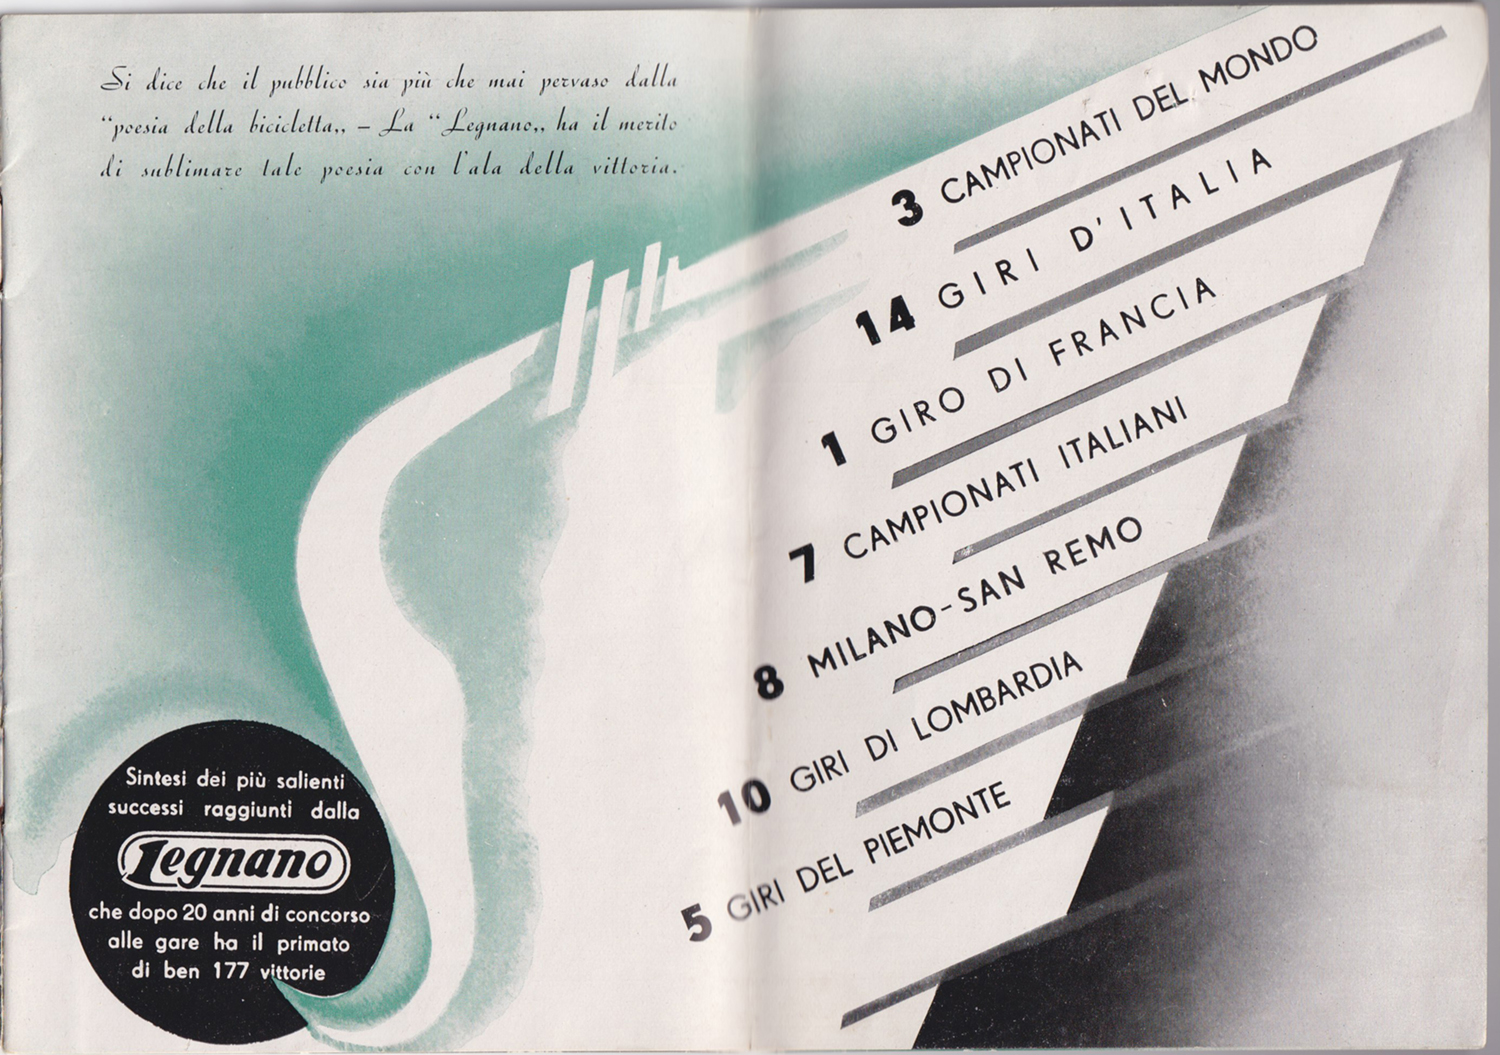 Si dice che il pubblico sia più che mai pervaso dalla
“poesia della bicicletta„ – La “Legnano„ ha il merito
di sublimare tale poesia con l'ala della vittoria.
3 CAMPIONATI DEL MONDO
14 GIRI D'ITALIA
1 GIRO DI FRANCIA
7 CAMPIONATI ITALIANI
8 MILANO-SAN REMO
10 GIRI DI LOMBARDIA
5 GIRI DEL PIEMONTE
Sintesi dei più salienti
successi raggiunti dalla
Legnano
che dopo 20 anni di concorso
alle gare ha il primato
di ben 177 vittorie